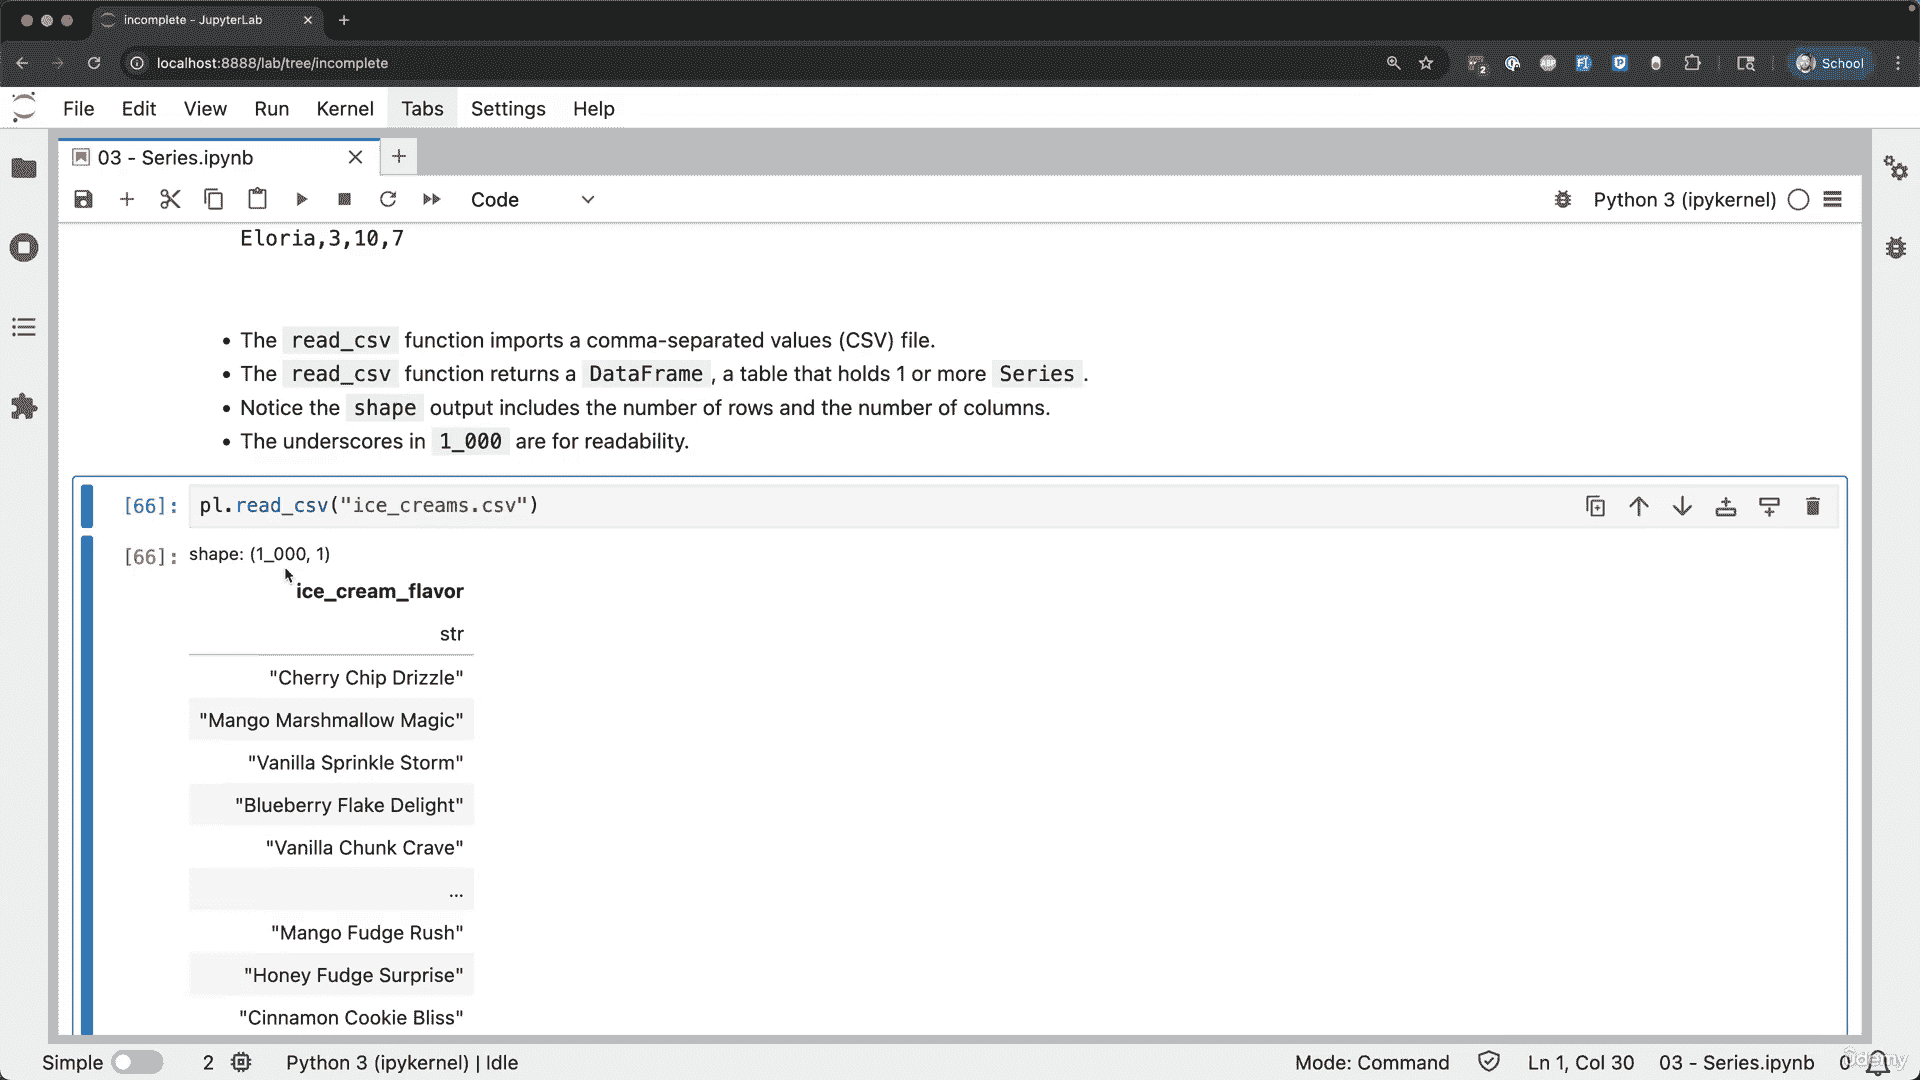 incomplete - JupyterLab
localhost:8888/lab/tree/incomplete
2
ABP
School
File Edit View Run Kernel Tabs Settings Help
03 - Series.ipynb
Code
Python 3 (ipykernel)
Eloria,3,10,7
• The read_csv function imports a comma-separated values (CSV) file.
• The read_csv function returns a DataFrame , a table that holds 1 or more Series .
• Notice the shape output includes the number of rows and the number of columns.
• The underscores in 1_000 are for readability.
[66]: pl.read_csv("ice_creams.csv")
[66]: shape: (1_000, 1)
ice_cream_flavor
str
"Cherry Chip Drizzle"
"Mango Marshmallow Magic"
"Vanilla Sprinkle Storm"
"Blueberry Flake Delight"
"Vanilla Chunk Crave"
...
"Mango Fudge Rush"
"Honey Fudge Surprise"
"Cinnamon Cookie Bliss"
Simple 2 Python 3 (ipykernel) | Idle Mode: Command Ln 1, Col 30 03 - Series.ipynb 0
udemy